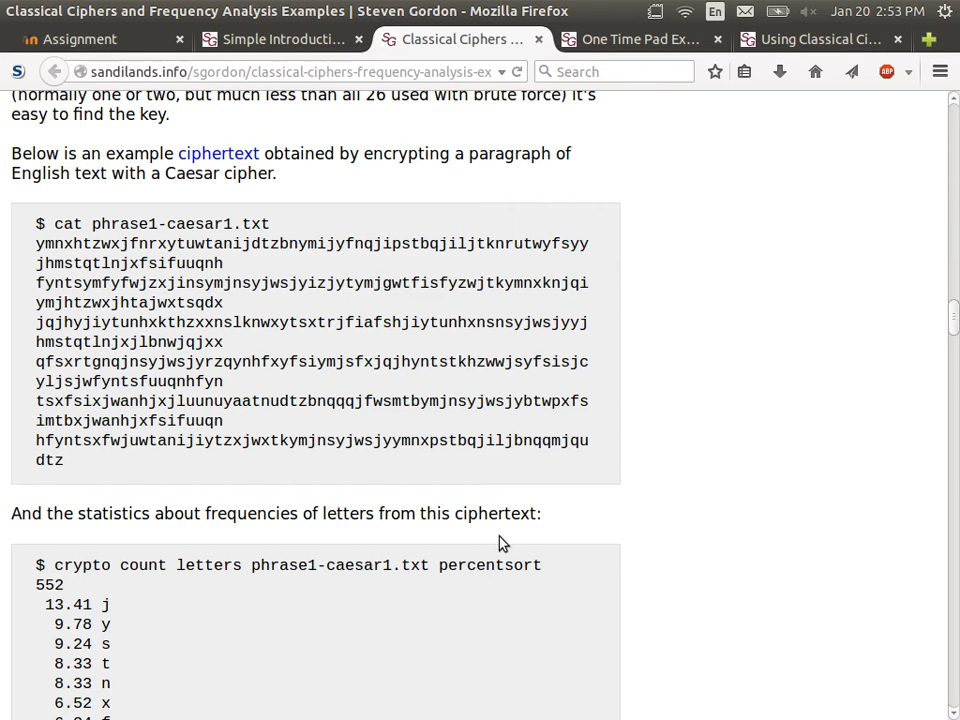 Classical Ciphers and Frequency Analysis Examples | Steven Gordon - Mozilla Firefox
En
Jan 20 2:53 PM
Assignment
Simple Introducti...
Classical Ciphers ...
One Time Pad Ex...
Using Classical Ci...
sandilands.info/sgordon/classical-ciphers-frequency-analysis-ex
Search
ABP
(normally one or two, but much less than all 26 used with brute force) it's
easy to find the key.
Below is an example ciphertext obtained by encrypting a paragraph of
English text with a Caesar cipher.
$ cat phrase1-caesar1.txt
ymnxhtzwxjfnrxytuwtanijdtzbnymijyfnqjipstbqjiljtknrutwyfsyy
jhmstqtlnjxfsifuuqnh
fyntsymfyfwjzxjinsymjnsyjwsjyizjytymjgwtfisfyzwjtkymnxknjqi
ymjhtzwxjhtajwxtsqdx
jqjhyjiytunhxkthzxxnslknwxytsxtrjfiafshjiytunhxnsnsyjwsjyyj
hmstqtlnjxjlbnwjqjxx
qfsxrtgnqjnsyjwsjyrzqynhfxyfsiymjsfxjqjhyntstkhzwwjsyfsisjc
yljsjwfyntsfuuqnhfyn
tsxfsixjwanhjxjluunuyaatnudtzbnqqqjfwsmtbymjnsyjwsjybtwpxfs
imtbxjwanhjxfsifuuqn
hfyntsxfwjuwtanijiytzxjwxtkymjnsyjwsjyymnxpstbqjiljbnqqmjqu
dtz
And the statistics about frequencies of letters from this ciphertext:
$ crypto count letters phrase1-caesar1.txt percentsort
552
13.41 j
9.78 y
9.24 s
8.33 t
8.33 n
6.52 x